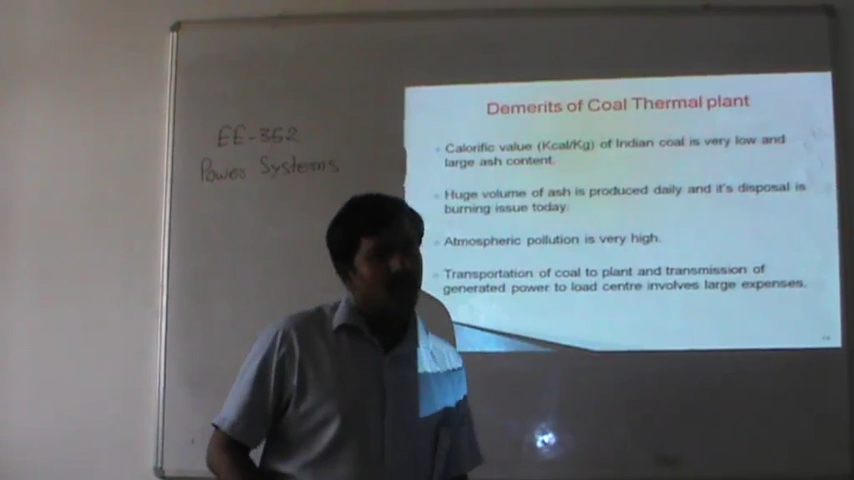 EE-352
Power Systems
Demerits of Coal Thermal plant
Calorific value (Kcal/Kg) of Indian coal is very low and
large ash content.
Huge volume of ash is produced daily and it's disposal is
burning issue today.
Atmospheric pollution is very high.
Transportation of coal to plant and transmission of
generated power to load centre involves large expenses.